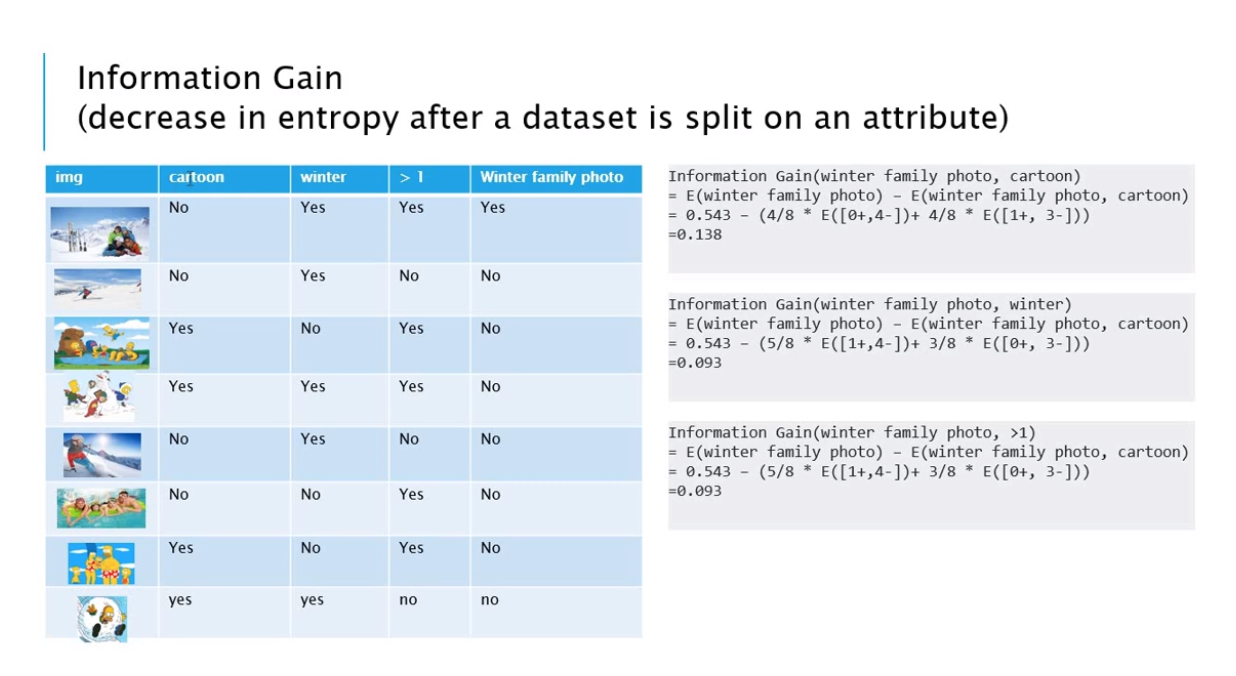 Information Gain
(decrease in entropy after a dataset is split on an attribute)
img cartoon winter > 1 Winter family photo
No Yes Yes Yes
No Yes No No
Yes No Yes No
Yes Yes Yes No
No Yes No No
No No Yes No
Yes No Yes No
yes yes no no
Information Gain(winter family photo, cartoon)
= E(winter family photo) – E(winter family photo, cartoon)
= 0.543 – (4/8 * E([0+,4-])+ 4/8 * E([1+, 3-]))
=0.138
Information Gain(winter family photo, winter)
= E(winter family photo) – E(winter family photo, cartoon)
= 0.543 – (5/8 * E([1+,4-])+ 3/8 * E([0+, 3-]))
=0.093
Information Gain(winter family photo, >1)
= E(winter family photo) – E(winter family photo, cartoon)
= 0.543 – (5/8 * E([1+,4-])+ 3/8 * E([0+, 3-]))
=0.093